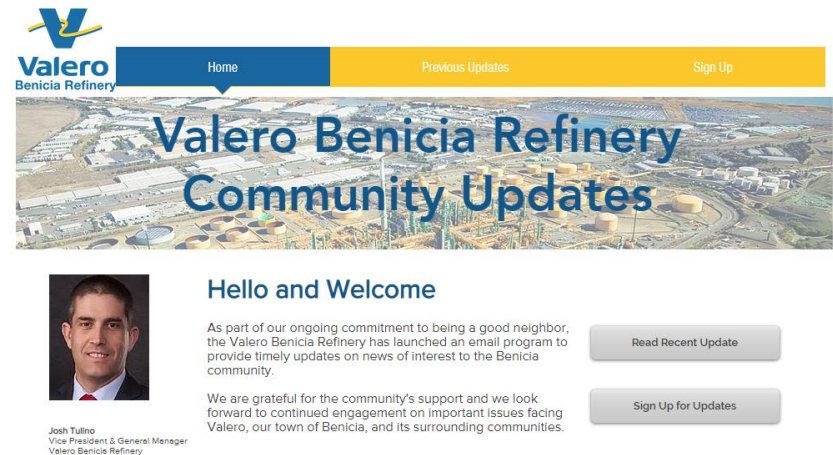 Valero
Benicia Refinery
Home
Previous Updates
Sign Up
Valero Benicia Refinery
Community Updates
Hello and Welcome
As part of our ongoing commitment to being a good neighbor,
the Valero Benicia Refinery has launched an email program to
provide timely updates on news of interest to the Benicia
community.
We are grateful for the community's support and we look
forward to continued engagement on important issues facing
Valero, our town of Benicia, and its surrounding communities.
Read Recent Update
Sign Up for Updates
Josh Tulino
Vice President & General Manager
Valero Benicia Refinery